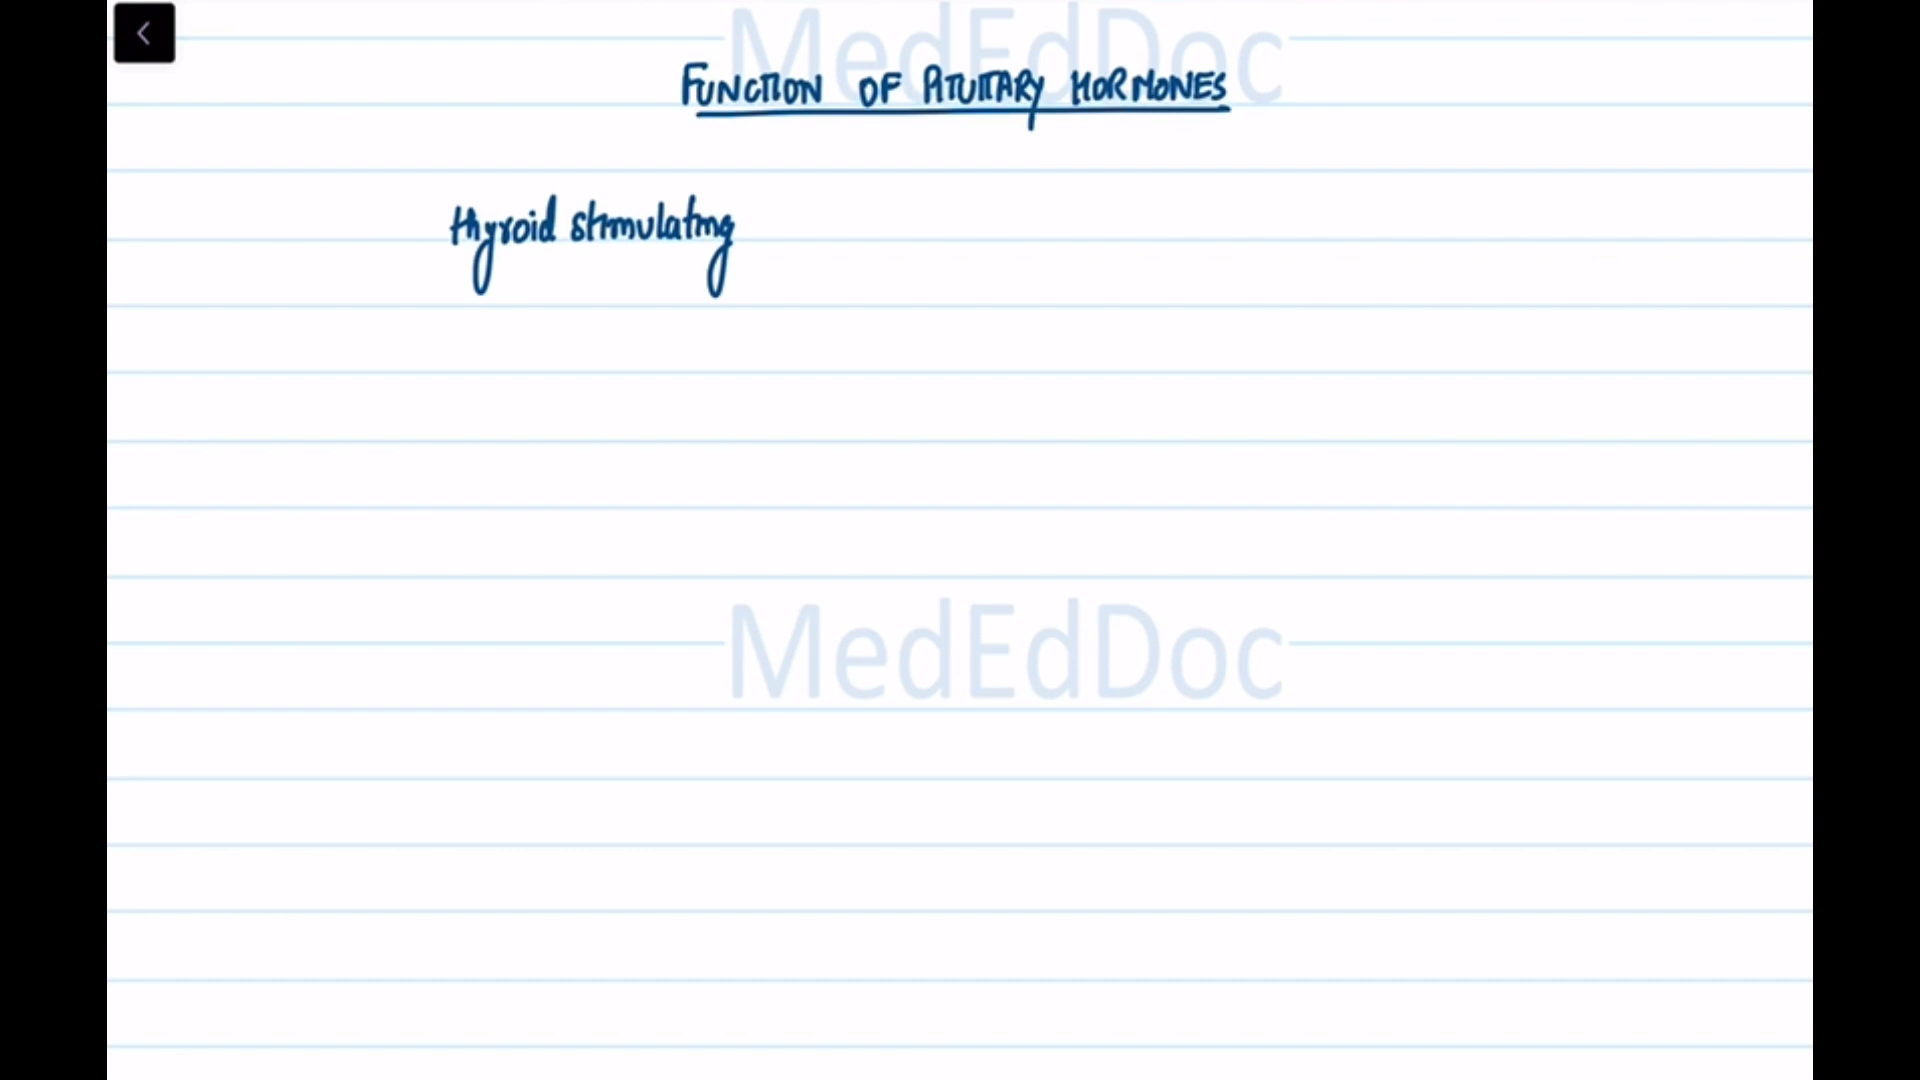 MedEdDoc
FUNCTION OF PITUITARY HORMONES
thyroid stimulating
MedEdDoc